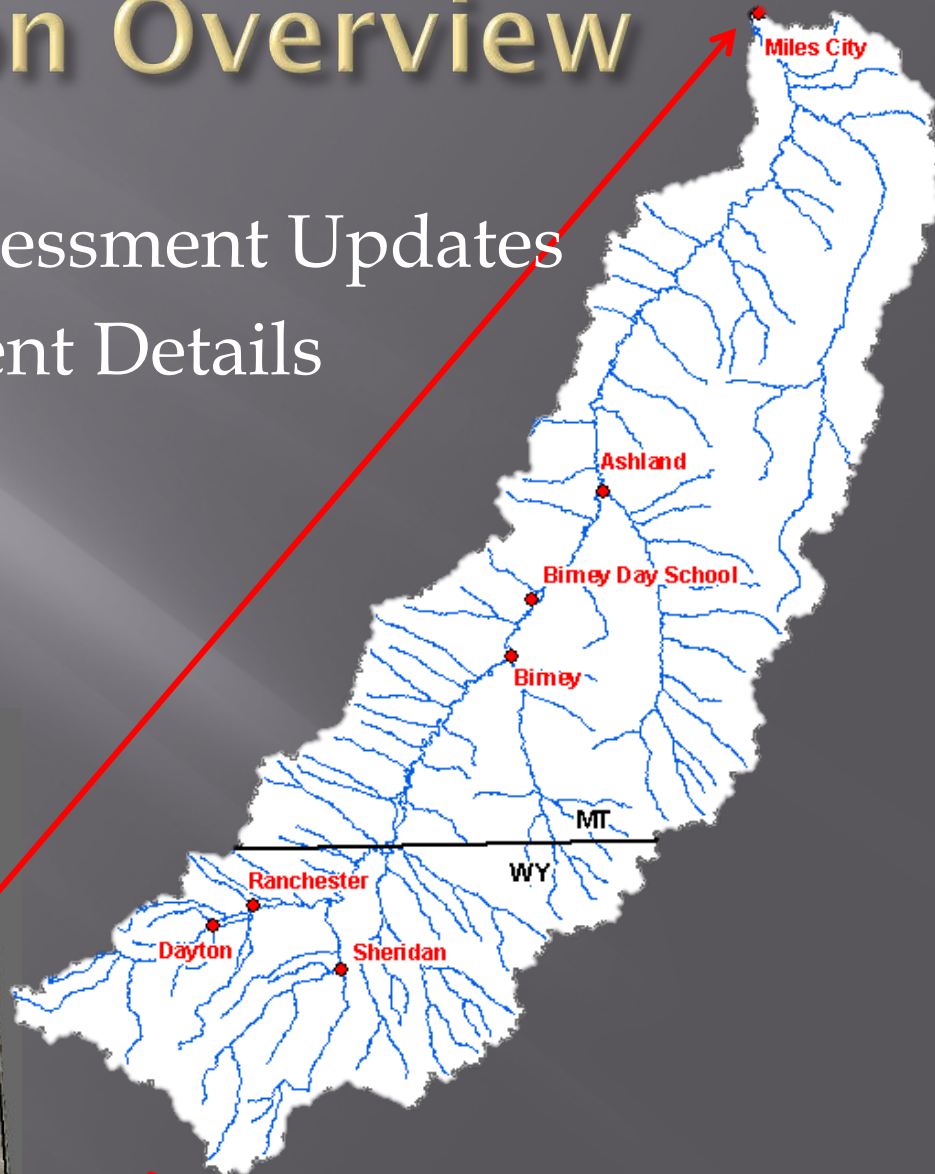 n Overview
Miles City
essment Updates
ent Details
Ashland
Birney Day School
Birney
MT
WY
Ranchester
Dayton
Sheridan